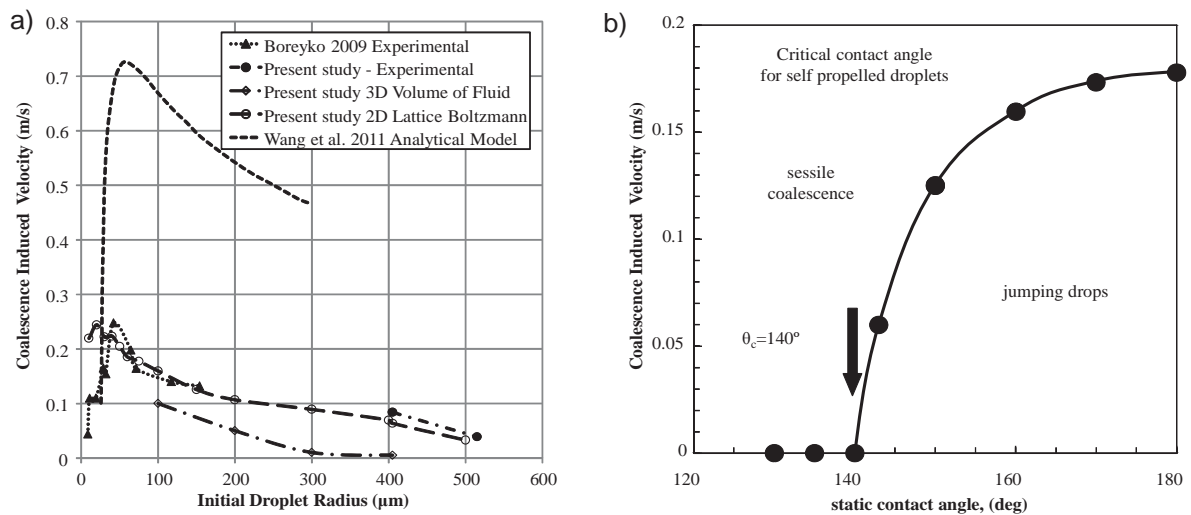 a)
0.8
0.7
0.6
0.5
0.4
0.3
0.2
0.1
0
Coalescence Induced Velocity (m/s)
Boreyko 2009 Experimental
Present study - Experimental
Present study 3D Volume of Fluid
Present study 2D Lattice Boltzmann
Wang et al. 2011 Analytical Model
0 100 200 300 400 500 600
Initial Droplet Radius (μm)
b)
0.2
0.15
0.1
0.05
0
Coalescence Induced Velocity (m/s)
Critical contact angle
for self propelled droplets
sessile
coalescence
jumping drops
θc=140º
120 140 160 180
static contact angle, (deg)